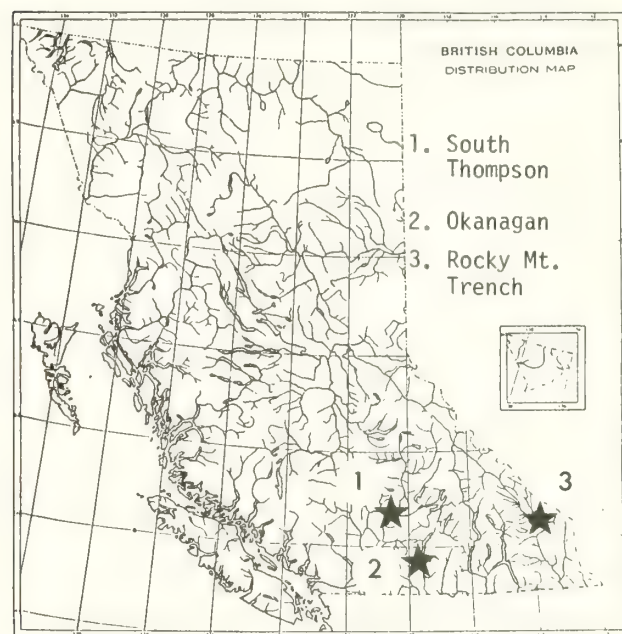 BRITISH COLUMBIA
DISTRIBUTION MAP
1. South
Thompson
2. Okanagan
3. Rocky Mt.
Trench
1
3
2